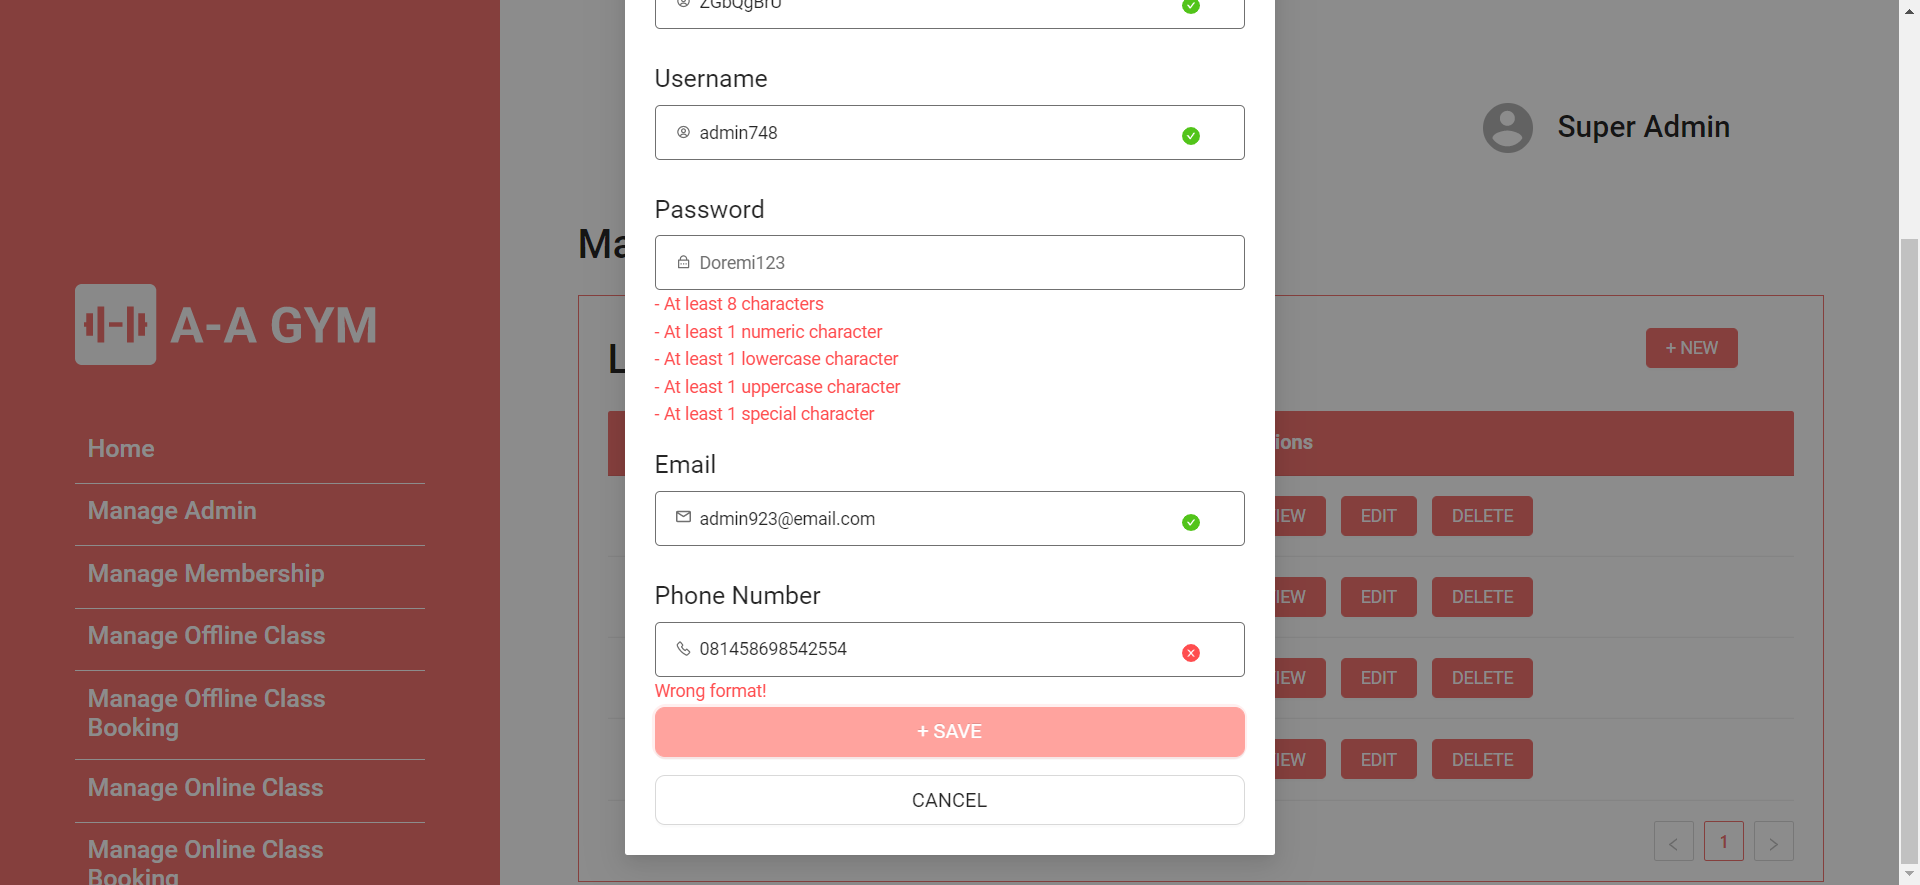 A-A GYM
Home
Manage Admin
Manage Membership
Manage Offline Class
Manage Offline Class
Booking
Manage Online Class
Manage Online Class
Booking
Super Admin
Ma
L
+ NEW
ions
IEW EDIT DELETE
IEW EDIT DELETE
IEW EDIT DELETE
IEW EDIT DELETE
< 1 >
ZGbQgBrU
Username
admin748
Password
Doremi123
- At least 8 characters
- At least 1 numeric character
- At least 1 lowercase character
- At least 1 uppercase character
- At least 1 special character
Email
admin923@email.com
Phone Number
081458698542554
Wrong format!
+ SAVE
CANCEL